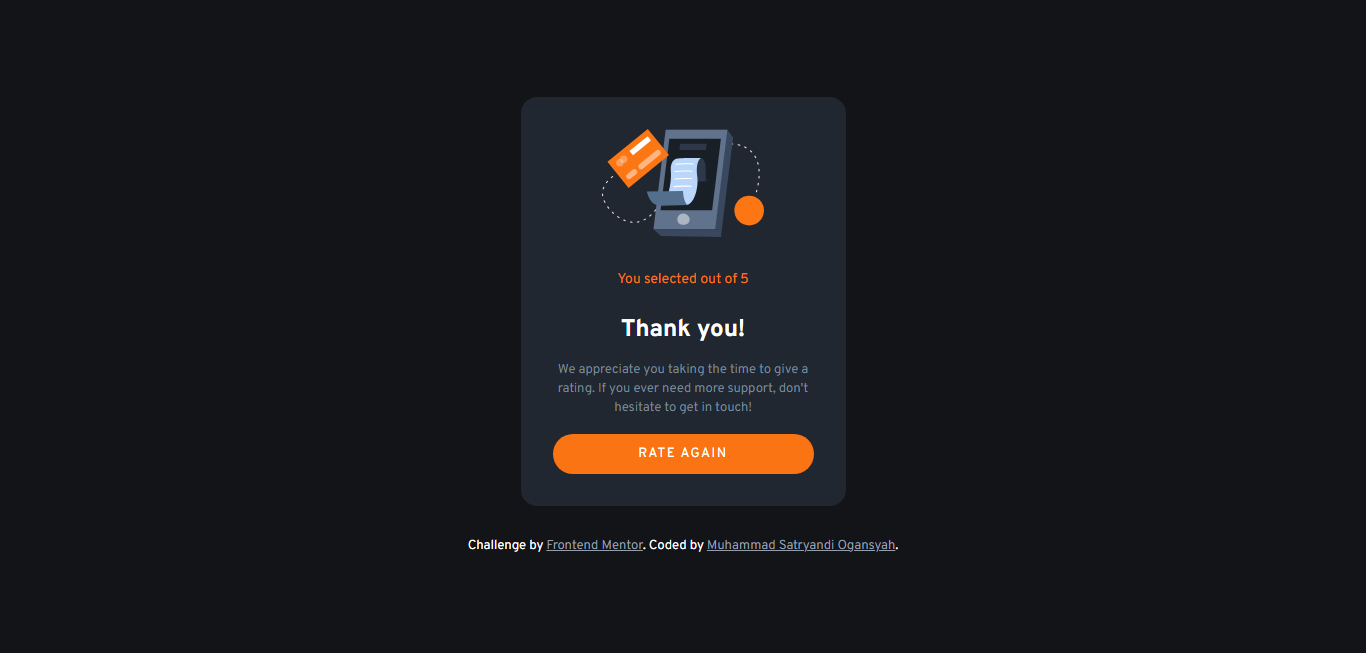 You selected out of 5
Thank you!
We appreciate you taking the time to give a
rating. If you ever need more support, don't
hesitate to get in touch!
RATE AGAIN
Challenge by Frontend Mentor. Coded by Muhammad Satryandi Ogansyah.